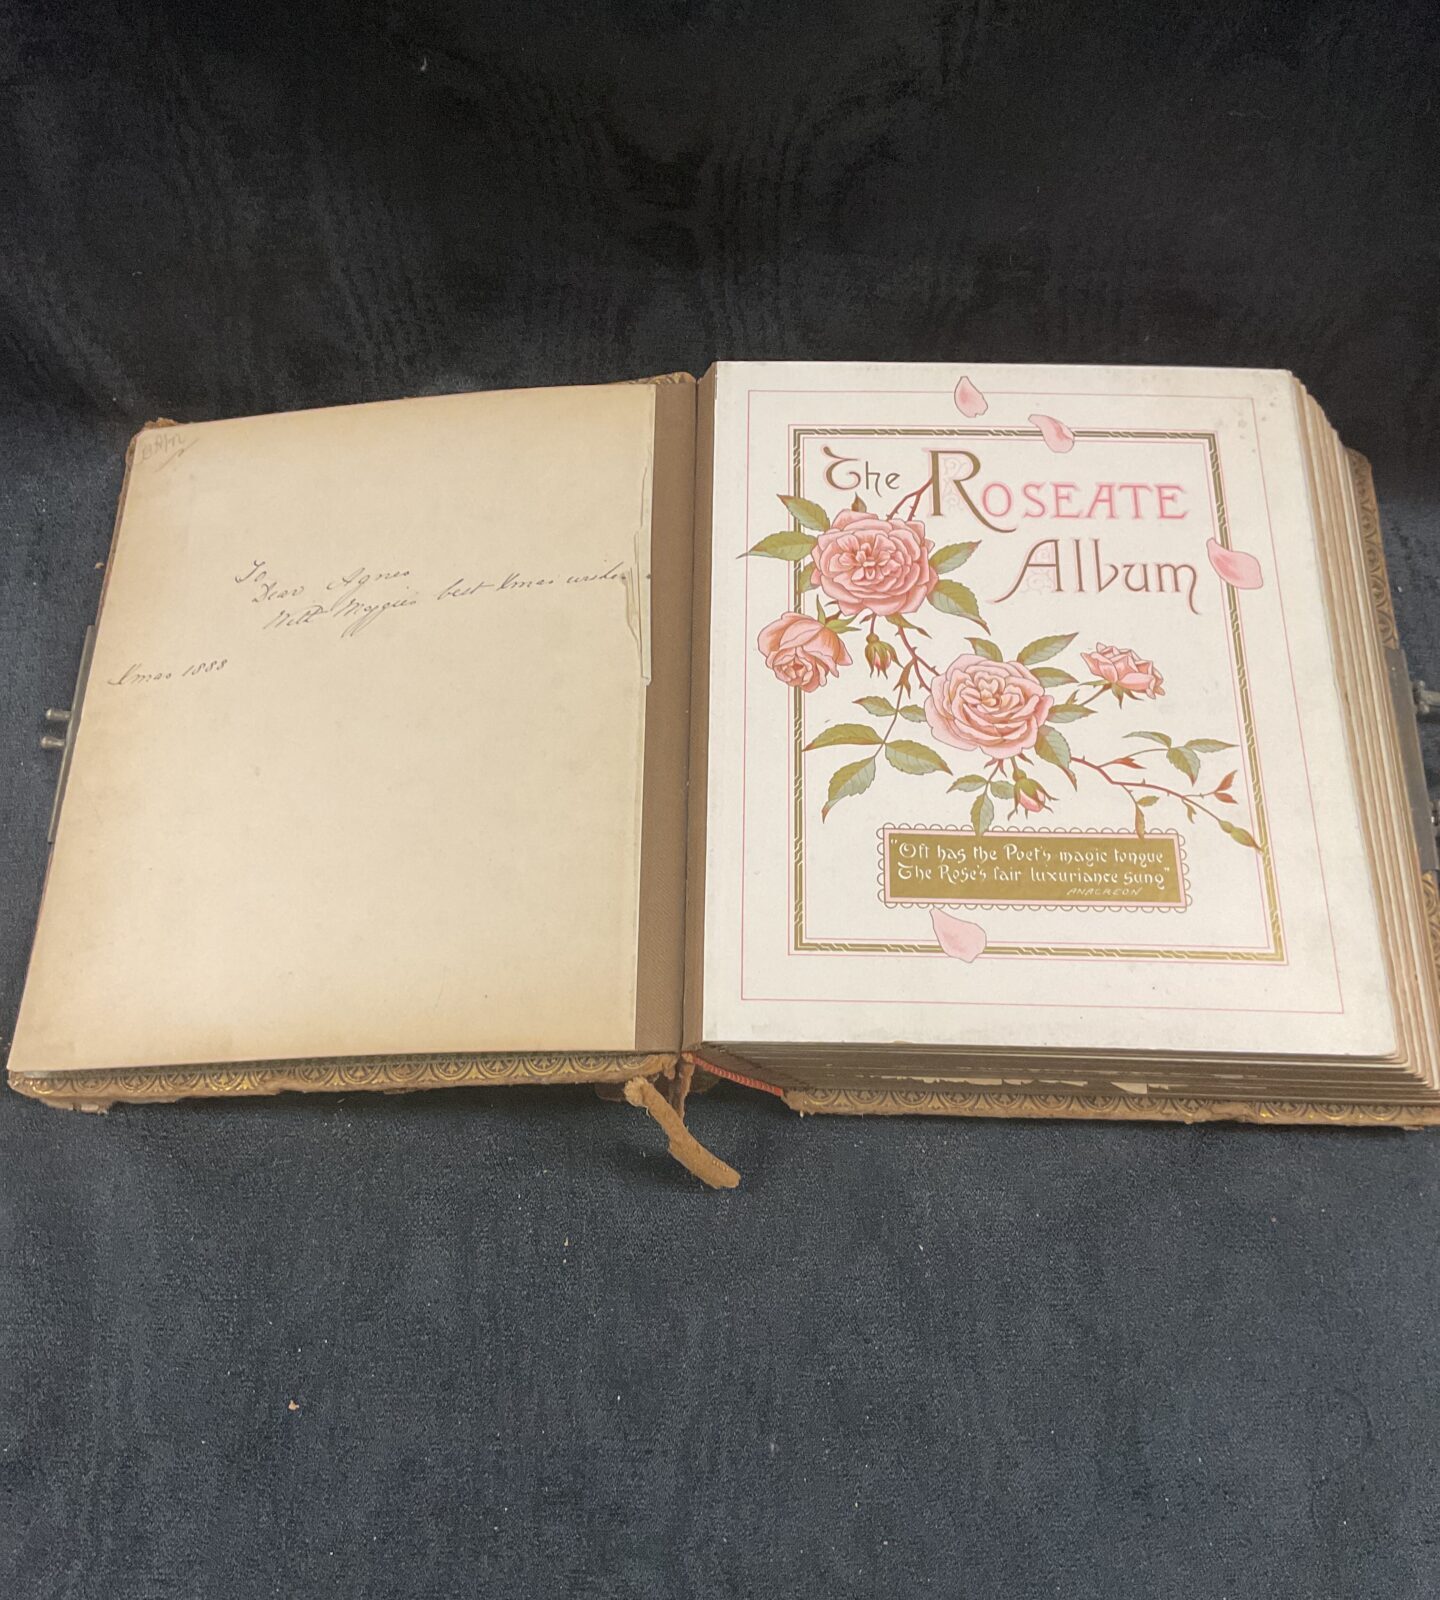 To
Dear Agnes
With Maggie's best Xmas wishes
Xmas 1888
The ROSEATE
Album
"Oft has the Poet's magic tongue
The Rose's fair luxuriance sung"
ANACREON